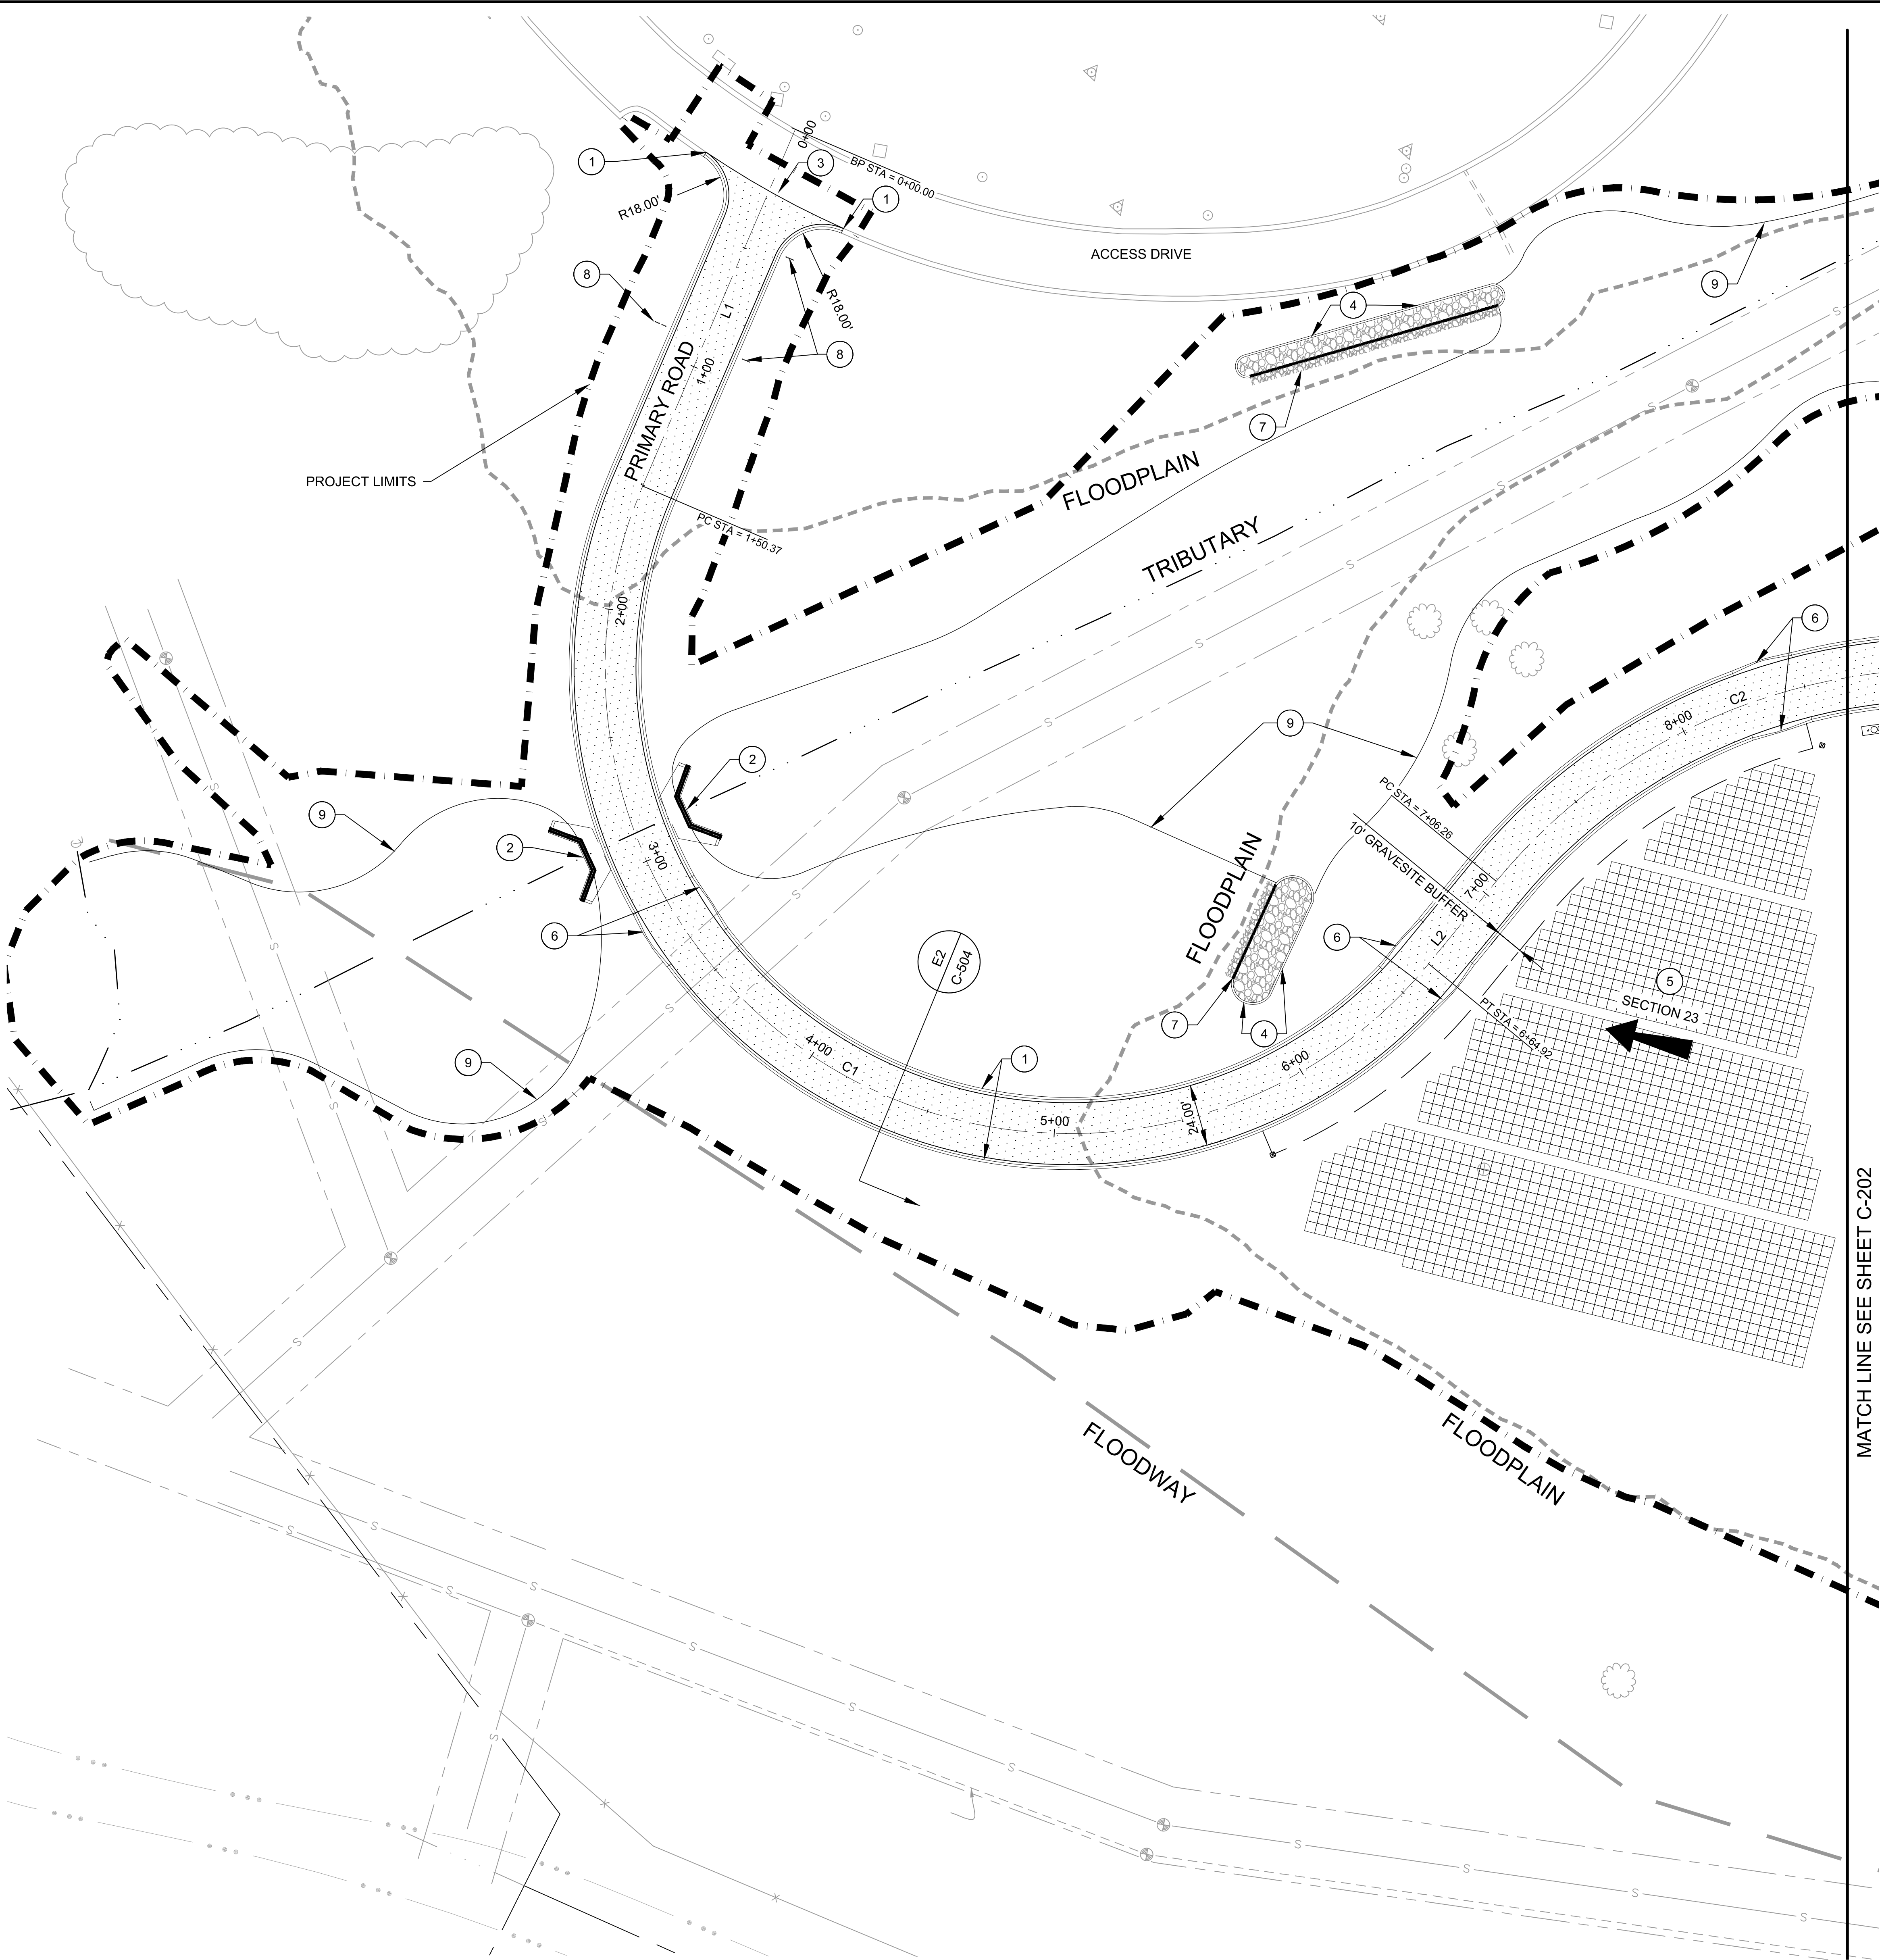 0+00
BP STA = 0+00.00
1
3
1
R18.00'
ACCESS DRIVE
9
8
R18.00'
4
L1
8
PRIMARY ROAD
1+00
7
PROJECT LIMITS
FLOODPLAIN
PC STA = 1+50.37
TRIBUTARY
S
S
S
S
S
S
2+00
6
C2
8+00
9
2
PC STA = 7+06.26
S
9
2
3+00
10' GRAVESITE BUFFER
FLOODPLAIN
7+00
S
6
6
L2
E2
C-504
5
SECTION 23
S
S
7
4
PT STA = 6+64.92
4+00
9
C1
1
6+00
S
S
5+00
24.00'
MATCH LINE SEE SHEET C-202
S
FLOODWAY
FLOODPLAIN
S
S
S
S
S
S
S
S
S
S
S
S